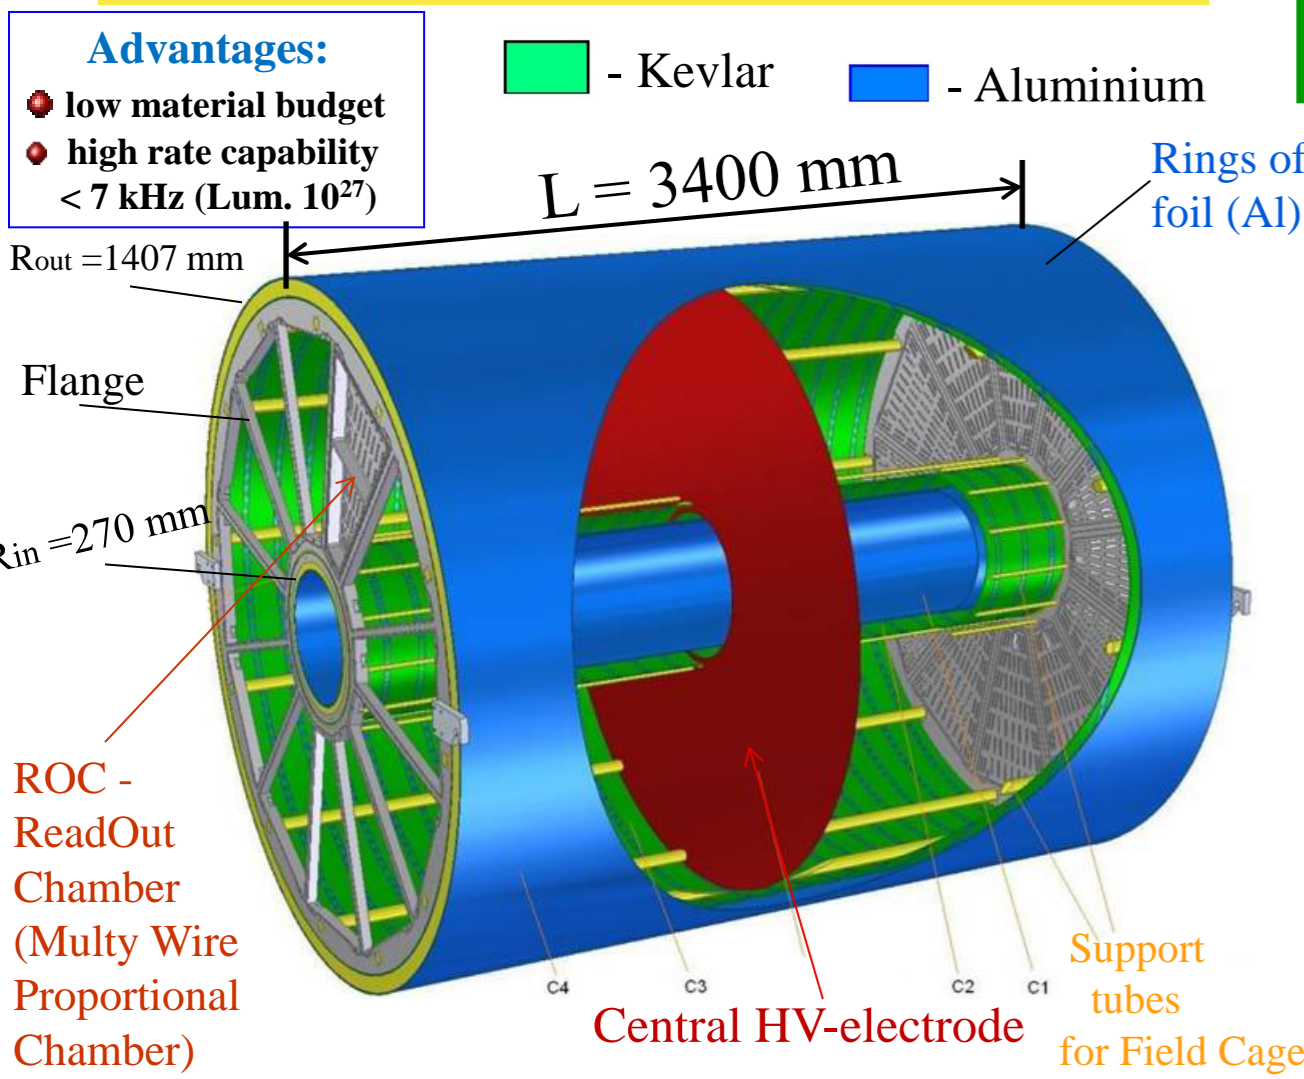 Advantages:
low material budget
high rate capability
< 7 kHz (Lum. 10²⁷)
- Kevlar
- Aluminium
L = 3400 mm
Rings of
foil (Al)
Rout =1407 mm
Flange
Rin =270 mm
ROC -
ReadOut
Chamber
(Multy Wire
Proportional
Chamber)
C4
C3
C2
C1
Central HV-electrode
Support
tubes
for Field Cage